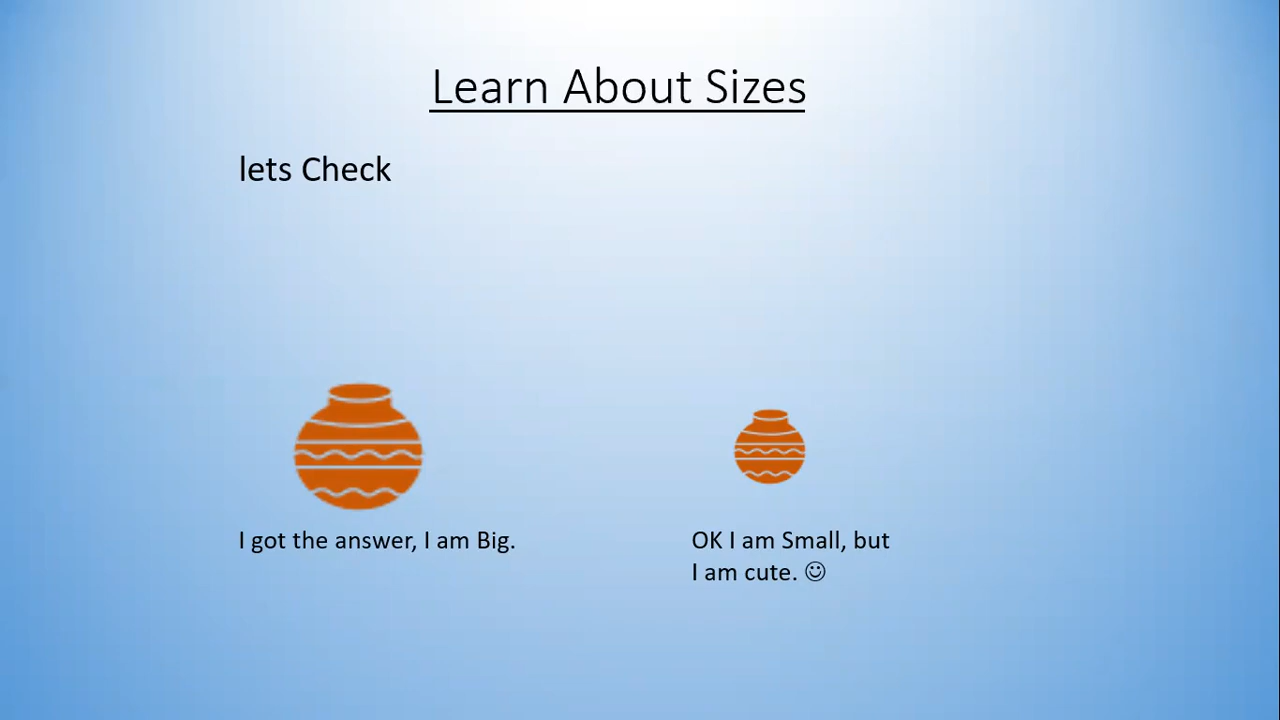 Learn About Sizes
lets Check
I got the answer, I am Big.
OK I am Small, but
I am cute. ☺